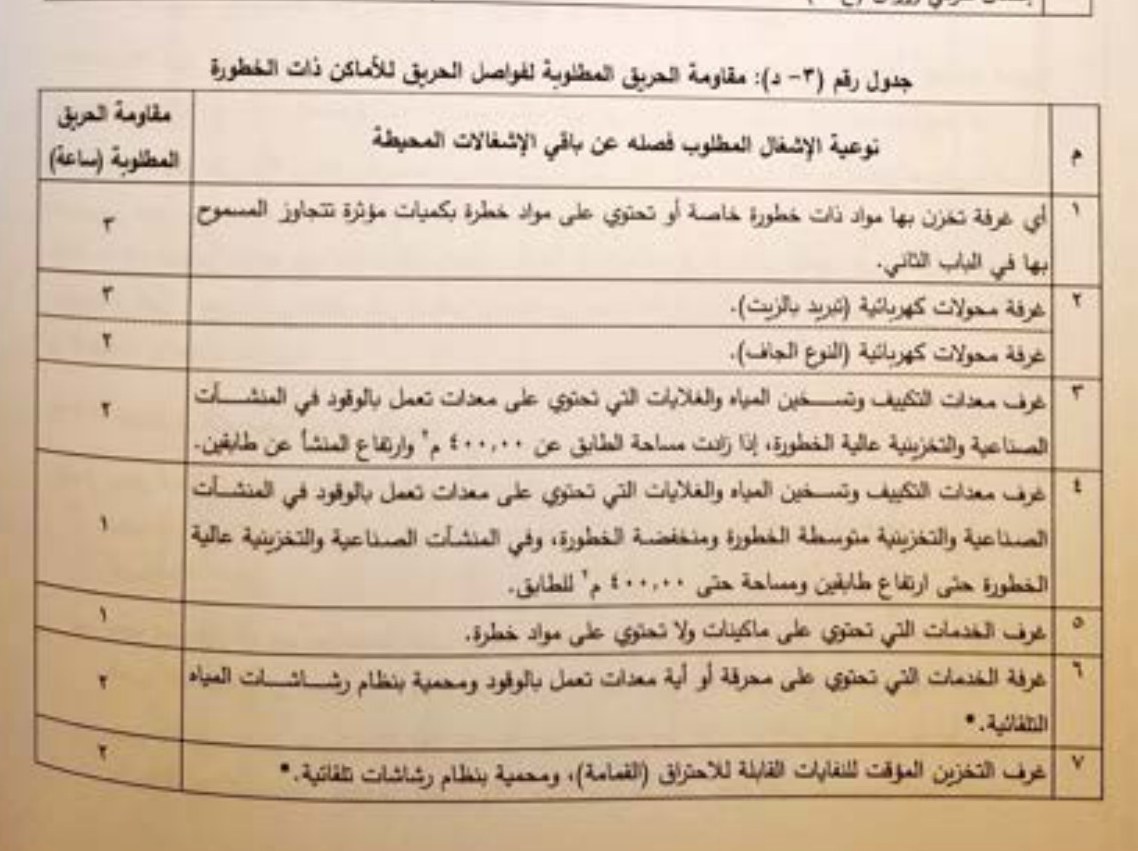 جدول رقم (٣- د): مقاومة الحريق المطلوبة لفواصل الحريق للأماكن ذات الخطورة
م
نوعية الإشغال المطلوب فصله عن باقي الإشغالات المحيطة
مقاومة الحريق
المطلوبة (ساعة)
١
أي غرفة تخزن بها مواد ذات خطورة خاصة أو تحتوي على مواد خطرة بكميات مؤثرة تتجاوز المسموح
بها في الباب الثاني.
٣
٢
غرفة محولات كهربائية (تبريد بالزيت).
٣
غرفة محولات كهربائية (النوع الجاف).
٢
٣
غرف معدات التكييف وتسخين المياه والغلايات التي تحتوي على معدات تعمل بالوقود في المنشآت
الصناعية والتخزينية عالية الخطورة، إذا زادت مساحة الطابق عن ٤٠٠,٠٠ م٢ وارتفاع المنشأ عن طابقين.
٢
٤
غرف معدات التكييف وتسخين المياه والغلايات التي تحتوي على معدات تعمل بالوقود في المنشآت
الصناعية والتخزينية متوسطة الخطورة ومنخفضة الخطورة، وفي المنشآت الصناعية والتخزينية عالية
الخطورة حتى ارتفاع طابقين ومساحة حتى ٤٠٠,٠٠ م٢ للطابق.
١
٥
غرف الخدمات التي تحتوي على ماكينات ولا تحتوي على مواد خطرة.
١
٦
غرفة الخدمات التي تحتوي على محرقة أو أية معدات تعمل بالوقود ومحمية بنظام رشاشات المياه
التلقائية.*
٢
٧
غرف التخزين المؤقت للنفايات القابلة للاحتراق (القمامة)، ومحمية بنظام رشاشات تلقائية.*
٢